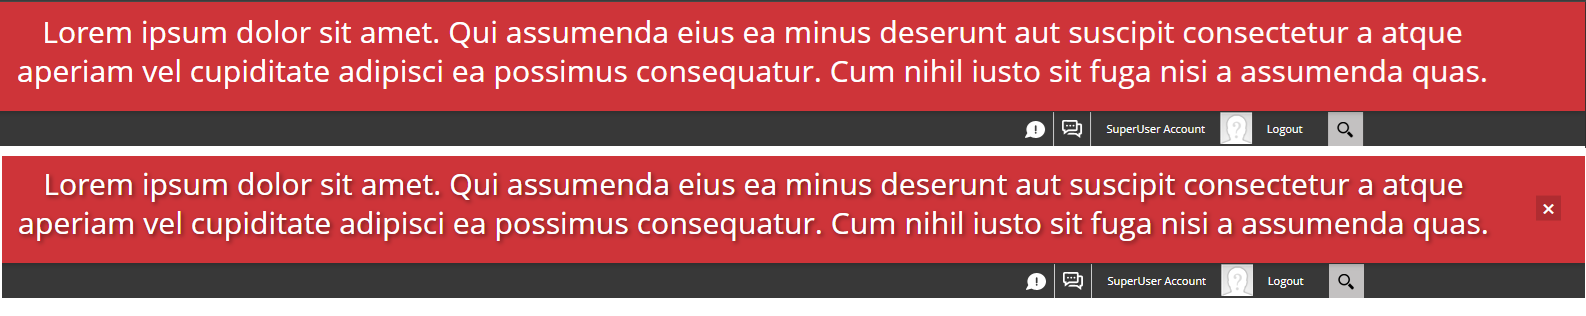 Lorem ipsum dolor sit amet. Qui assumenda eius ea minus deserunt aut suscipit consectetur a atque
aperiam vel cupiditate adipisci ea possimus consequatur. Cum nihil iusto sit fuga nisi a assumenda quas.
SuperUser Account Logout
Lorem ipsum dolor sit amet. Qui assumenda eius ea minus deserunt aut suscipit consectetur a atque
aperiam vel cupiditate adipisci ea possimus consequatur. Cum nihil iusto sit fuga nisi a assumenda quas.
SuperUser Account Logout